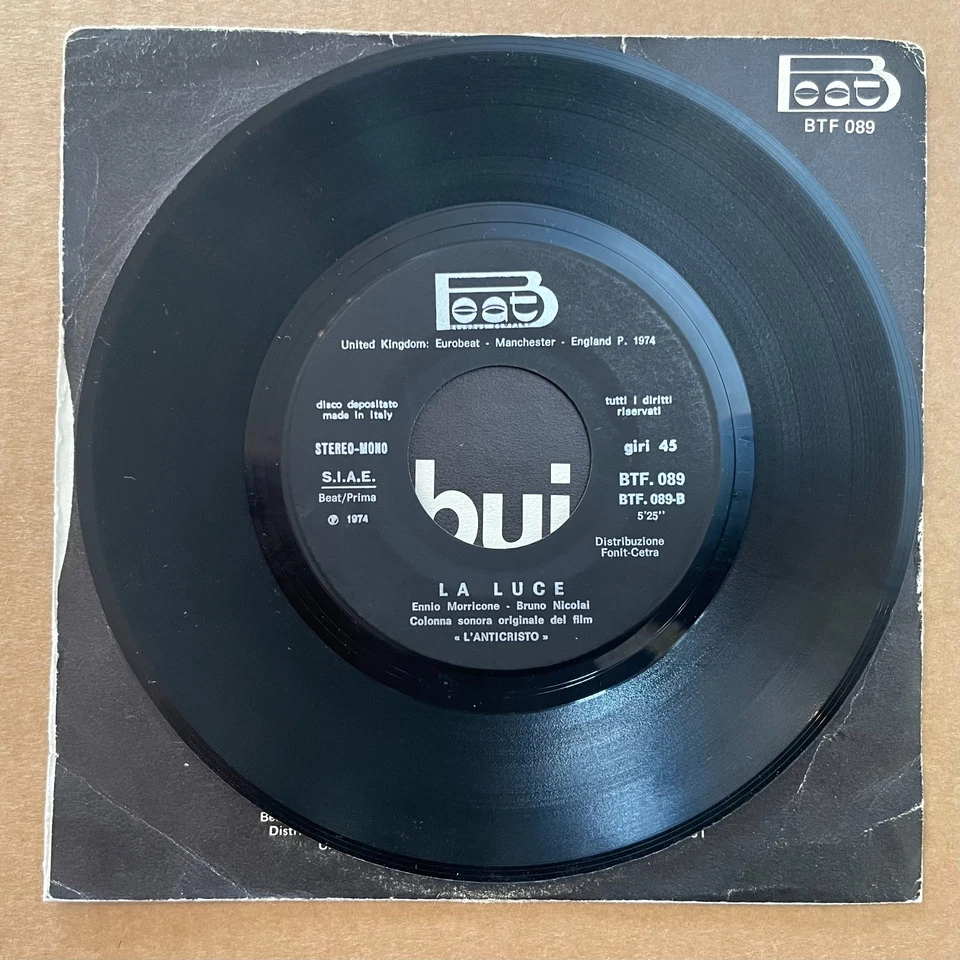 Beat
BTF 089
Beat
United Kingdom: Eurobeat - Manchester - England P. 1974
disco depositato
made in Italy
tutti i diritti
riservati
STEREO-MONO
giri 45
S.I.A.E.
Beat/Prima
℗ 1974
BTF. 089
BTF. 089-B
5'25"
Distribuzione
Fonit-Cetra
bui
LA LUCE
Ennio Morricone - Bruno Nicolai
Colonna sonora originale del film
« L'ANTICRISTO »